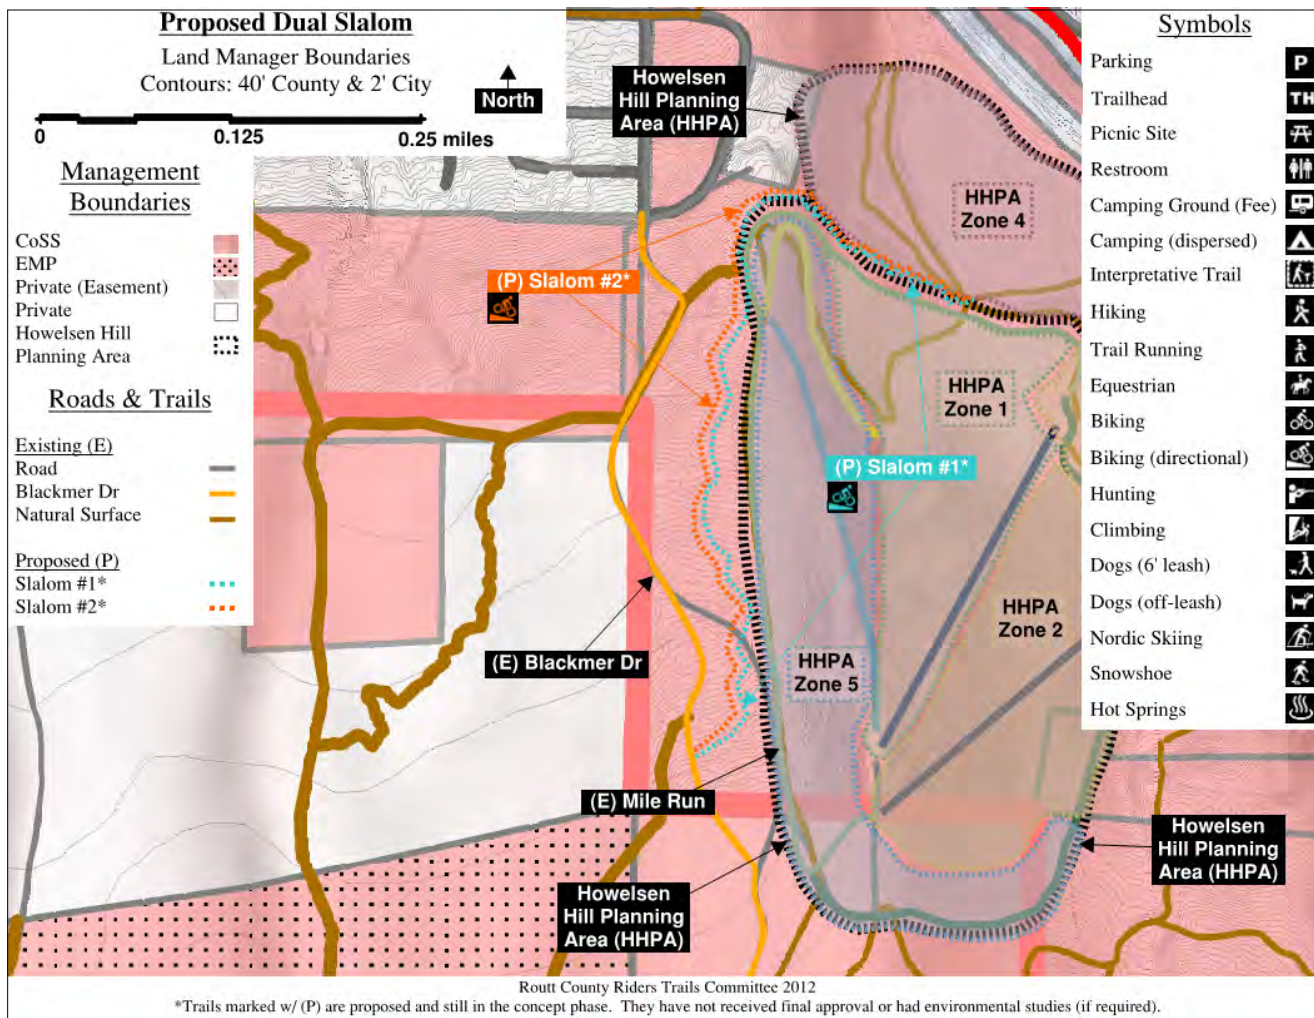 Proposed Dual Slalom
Land Manager Boundaries
Contours: 40' County & 2' City
North
0
0.125
0.25 miles
Management
Boundaries
CoSS
EMP
Private (Easement)
Private
Howelsen Hill
Planning Area
Roads & Trails
Existing (E)
Road
Blackmer Dr
Natural Surface
Proposed (P)
Slalom #1*
Slalom #2*
Howelsen
Hill Planning
Area (HHPA)
HHPA
Zone 4
(P) Slalom #2*
HHPA
Zone 1
(P) Slalom #1*
HHPA
Zone 2
(E) Blackmer Dr
HHPA
Zone 5
(E) Mile Run
Howelsen
Hill Planning
Area (HHPA)
Howelsen
Hill Planning
Area (HHPA)
Symbols
Parking
P
Trailhead
TH
Picnic Site
Restroom
Camping Ground (Fee)
Camping (dispersed)
Interpretative Trail
Hiking
Trail Running
Equestrian
Biking
Biking (directional)
Hunting
Climbing
Dogs (6' leash)
Dogs (off-leash)
Nordic Skiing
Snowshoe
Hot Springs
Routt County Riders Trails Committee 2012
*Trails marked w/ (P) are proposed and still in the concept phase. They have not received final approval or had environmental studies (if required).